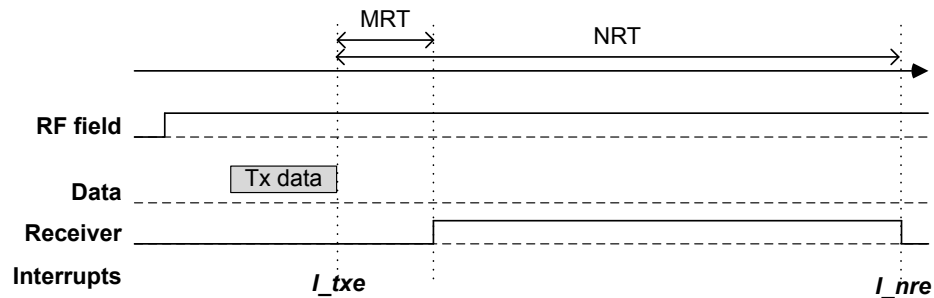 MRT
NRT
RF field
Tx data
Data
Receiver
Interrupts
I_txe
I_nre